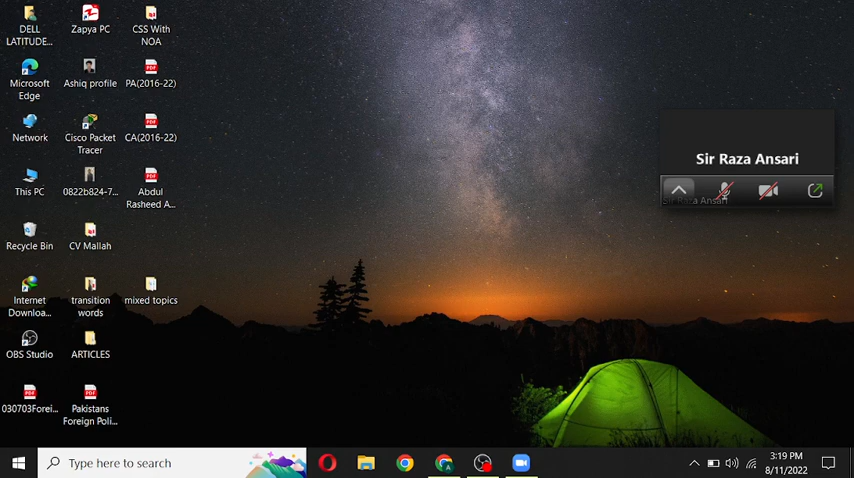 DELL
LATITUDE...
Zapya PC
CSS With
NOA
Microsoft
Edge
Ashiq profile
PA(2016-22)
Network
Cisco Packet
Tracer
CA(2016-22)
This PC
0822b824-7...
Abdul
Rasheed A...
Recycle Bin
CV Mallah
Internet
Downloa...
transition
words
mixed topics
OBS Studio
ARTICLES
030703Forei...
Pakistans
Foreign Poli...
Sir Raza Ansari
Sir Raza Ansari
Type here to search
3:19 PM
8/11/2022